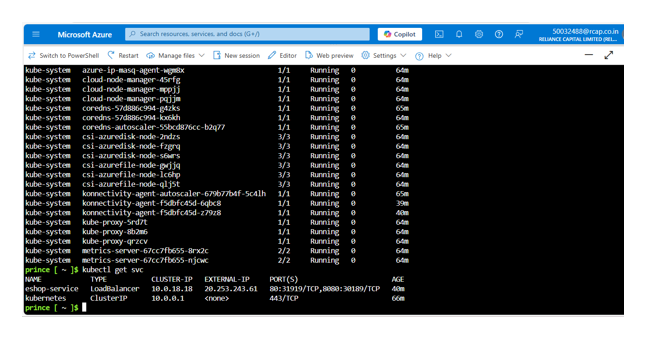 Microsoft Azure
Search resources, services, and docs (G+/)
Copilot
50032488@rcap.co.in
RELIANCE CAPITAL LIMITED (REL...
Switch to PowerShell Restart Manage files New session Editor Web preview Settings Help
kube-system azure-ip-masq-agent-wgm8x 1/1 Running 0 64m
kube-system cloud-node-manager-45rfg 1/1 Running 0 64m
kube-system cloud-node-manager-mppjj 1/1 Running 0 64m
kube-system cloud-node-manager-pqjjm 1/1 Running 0 64m
kube-system coredns-57d886c994-g4zks 1/1 Running 0 65m
kube-system coredns-57d886c994-kx6kh 1/1 Running 0 64m
kube-system coredns-autoscaler-55bcd876cc-b2q77 1/1 Running 0 65m
kube-system csi-azuredisk-node-2ndzs 3/3 Running 0 64m
kube-system csi-azuredisk-node-fzgrq 3/3 Running 0 64m
kube-system csi-azuredisk-node-s6wrs 3/3 Running 0 64m
kube-system csi-azurefile-node-gwjjq 3/3 Running 0 64m
kube-system csi-azurefile-node-lc6hp 3/3 Running 0 64m
kube-system csi-azurefile-node-qlj5t 3/3 Running 0 64m
kube-system konnectivity-agent-autoscaler-679b77b4f-5c4lh 1/1 Running 0 65m
kube-system konnectivity-agent-f5dbfc45d-6qbc8 1/1 Running 0 39m
kube-system konnectivity-agent-f5dbfc45d-z79z8 1/1 Running 0 40m
kube-system kube-proxy-5rd7t 1/1 Running 0 64m
kube-system kube-proxy-8b2m6 1/1 Running 0 64m
kube-system kube-proxy-qrzcv 1/1 Running 0 64m
kube-system metrics-server-67cc7fb655-8rx2c 2/2 Running 0 64m
kube-system metrics-server-67cc7fb655-njcwc 2/2 Running 0 64m
prince [ ~ ]$ kubectl get svc
NAME TYPE CLUSTER-IP EXTERNAL-IP PORT(S) AGE
eshop-service LoadBalancer 10.0.18.18 20.253.243.61 80:31919/TCP,8080:30189/TCP 40m
kubernetes ClusterIP 10.0.0.1 <none> 443/TCP 66m
prince [ ~ ]$